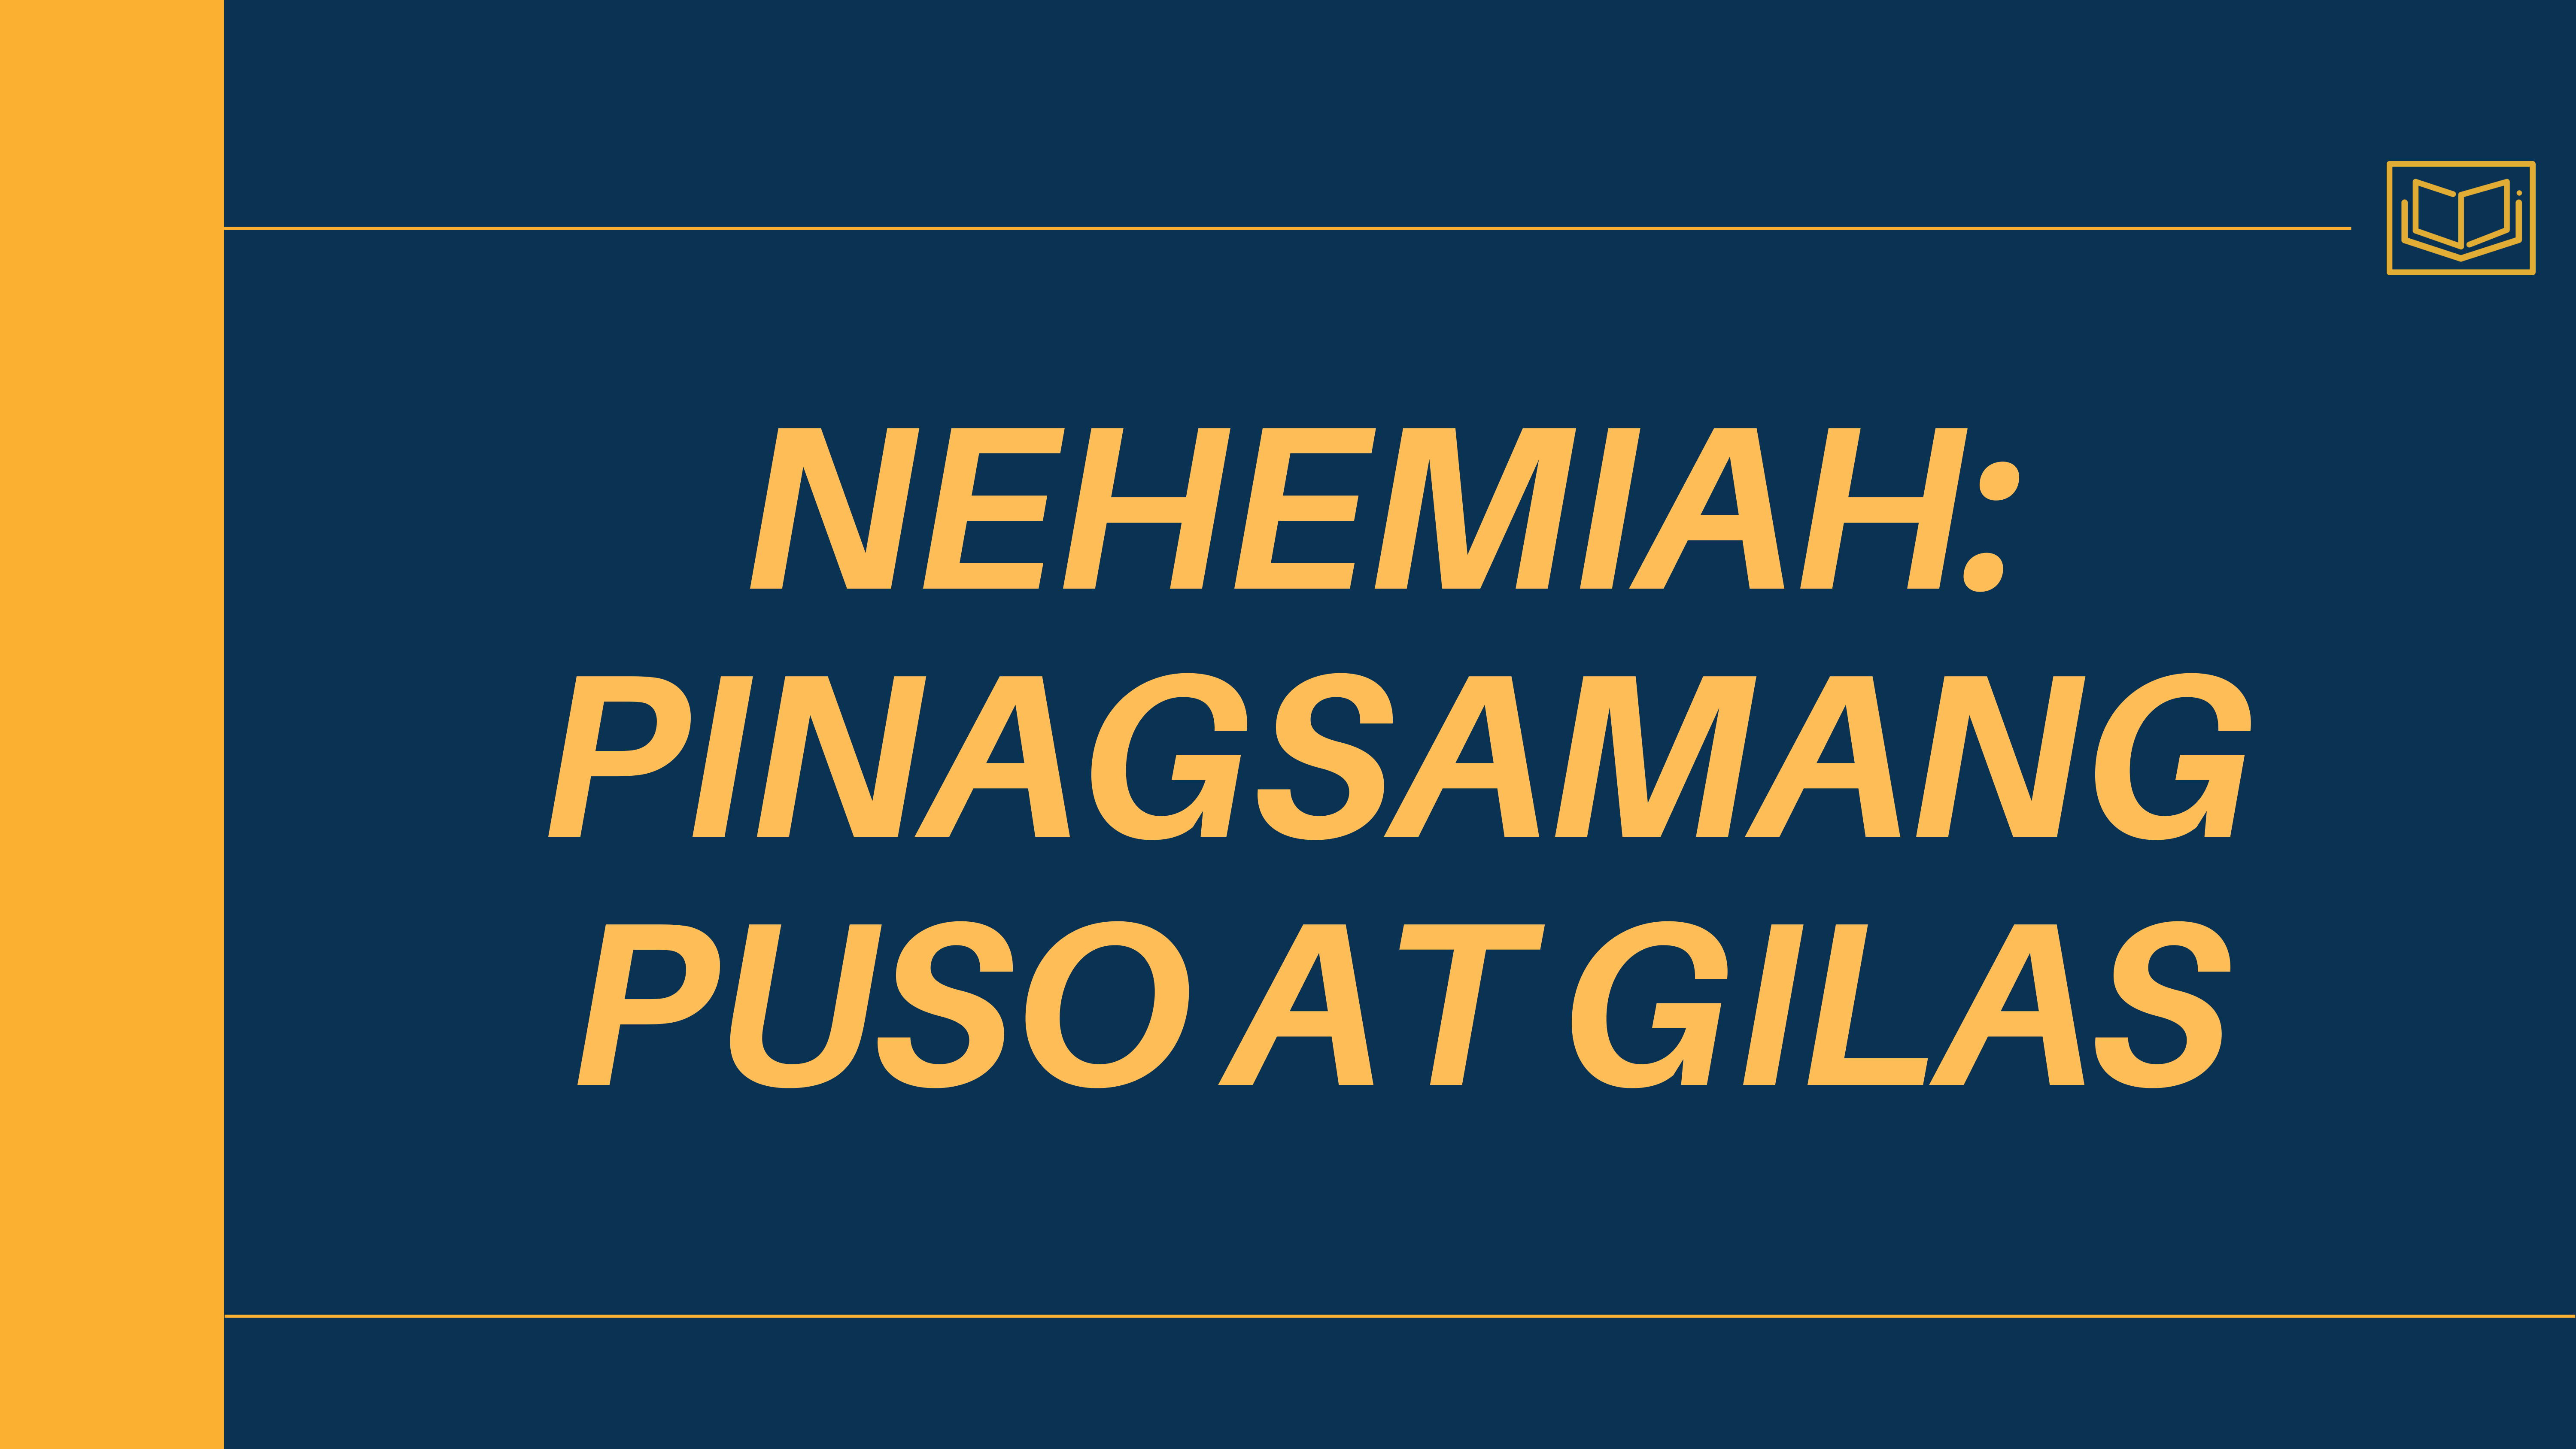 NEHEMIAH:
PINAGSAMANG
PUSO AT GILAS